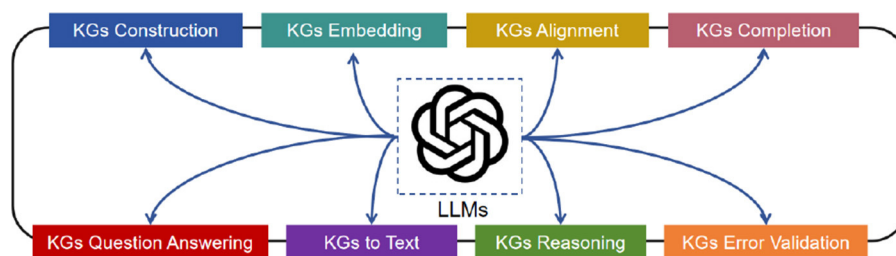 KGs Construction
KGs Embedding
KGs Alignment
KGs Completion
LLMs
KGs Question Answering
KGs to Text
KGs Reasoning
KGs Error Validation